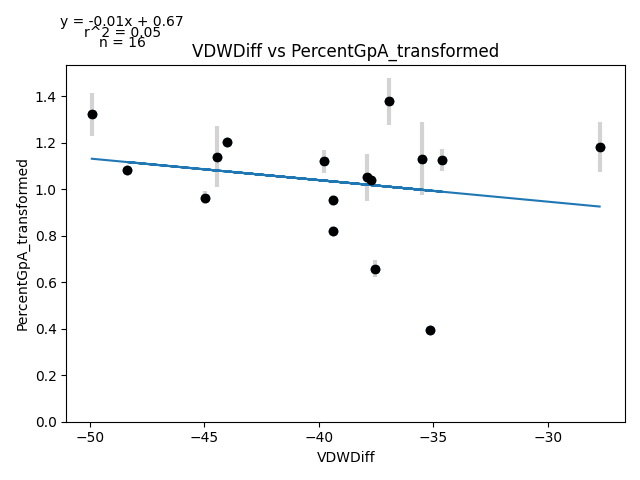 y = -0.01x + 0.67
r^2 = 0.05
n = 16
VDWDiff vs PercentGpA_transformed
PercentGpA_transformed
1.4
1.2
1.0
0.8
0.6
0.4
0.2
0.0
−50
−45
−40
−35
−30
VDWDiff